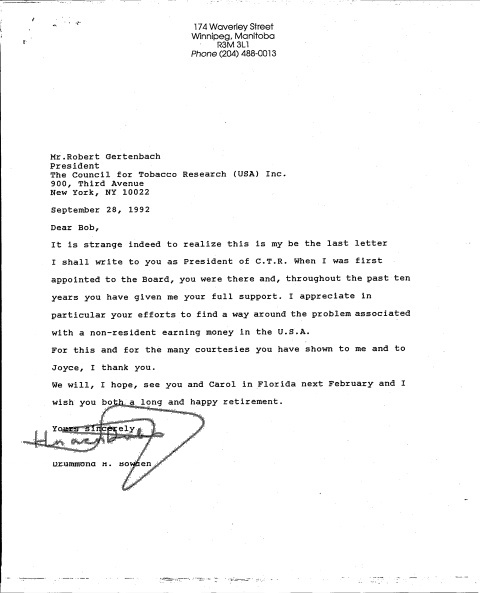 174 Waverley Street
Winnipeg, Manitoba
R3M 3L1
Phone (204) 488-0013
Mr.Robert Gertenbach
President
The Council for Tobacco Research (USA) Inc.
900, Third Avenue
New York, NY 10022
September 28, 1992
Dear Bob,
It is strange indeed to realize this is my be the last letter
I shall write to you as President of C.T.R. When I was first
appointed to the Board, you were there and, throughout the past ten
years you have given me your full support. I appreciate in
particular your efforts to find a way around the problem associated
with a non-resident earning money in the U.S.A.
For this and for the many courtesies you have shown to me and to
Joyce, I thank you.
We will, I hope, see you and Carol in Florida next February and I
wish you both a long and happy retirement.
Yours sincerely
Drummond H. Bowden